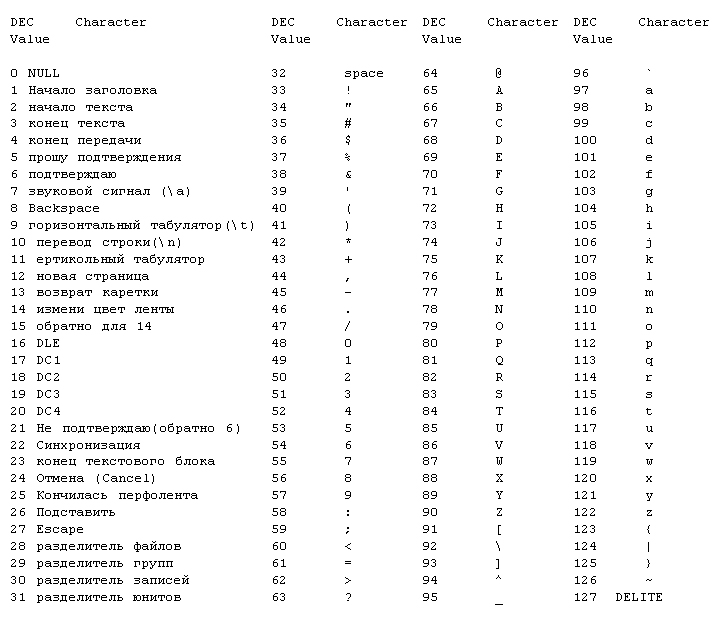 DEC Character DEC Character DEC Character DEC Character
Value Value Value Value
0 NULL 32 space 64 @ 96 `
1 Начало заголовка 33 ! 65 A 97 a
2 начало текста 34 " 66 B 98 b
3 конец текста 35 # 67 C 99 c
4 конец передачи 36 $ 68 D 100 d
5 прошу подтверждения 37 % 69 E 101 e
6 подтверждаю 38 & 70 F 102 f
7 звуковой сигнал (\a) 39 ' 71 G 103 g
8 Backspace 40 ( 72 H 104 h
9 горизонтальный табулятор(\t) 41 ) 73 I 105 i
10 перевод строки(\n) 42 * 74 J 106 j
11 ертикольный табулятор 43 + 75 K 107 k
12 новая страница 44 , 76 L 108 l
13 возврат каретки 45 - 77 M 109 m
14 измени цвет ленты 46 . 78 N 110 n
15 обратно для 14 47 / 79 O 111 o
16 DLE 48 0 80 P 112 p
17 DC1 49 1 81 Q 113 q
18 DC2 50 2 82 R 114 r
19 DC3 51 3 83 S 115 s
20 DC4 52 4 84 T 116 t
21 Не подтверждаю(обратно 6) 53 5 85 U 117 u
22 Синхронизация 54 6 86 V 118 v
23 конец текстового блока 55 7 87 W 119 w
24 Отмена (Cancel) 56 8 88 X 120 x
25 Кончилась перфолента 57 9 89 Y 121 y
26 Подставить 58 : 90 Z 122 z
27 Escape 59 ; 91 [ 123 {
28 разделитель файлов 60 < 92 \ 124 |
29 разделитель групп 61 = 93 ] 125 }
30 разделитель записей 62 > 94 ^ 126 ~
31 разделитель юнитов 63 ? 95 _ 127 DELITE